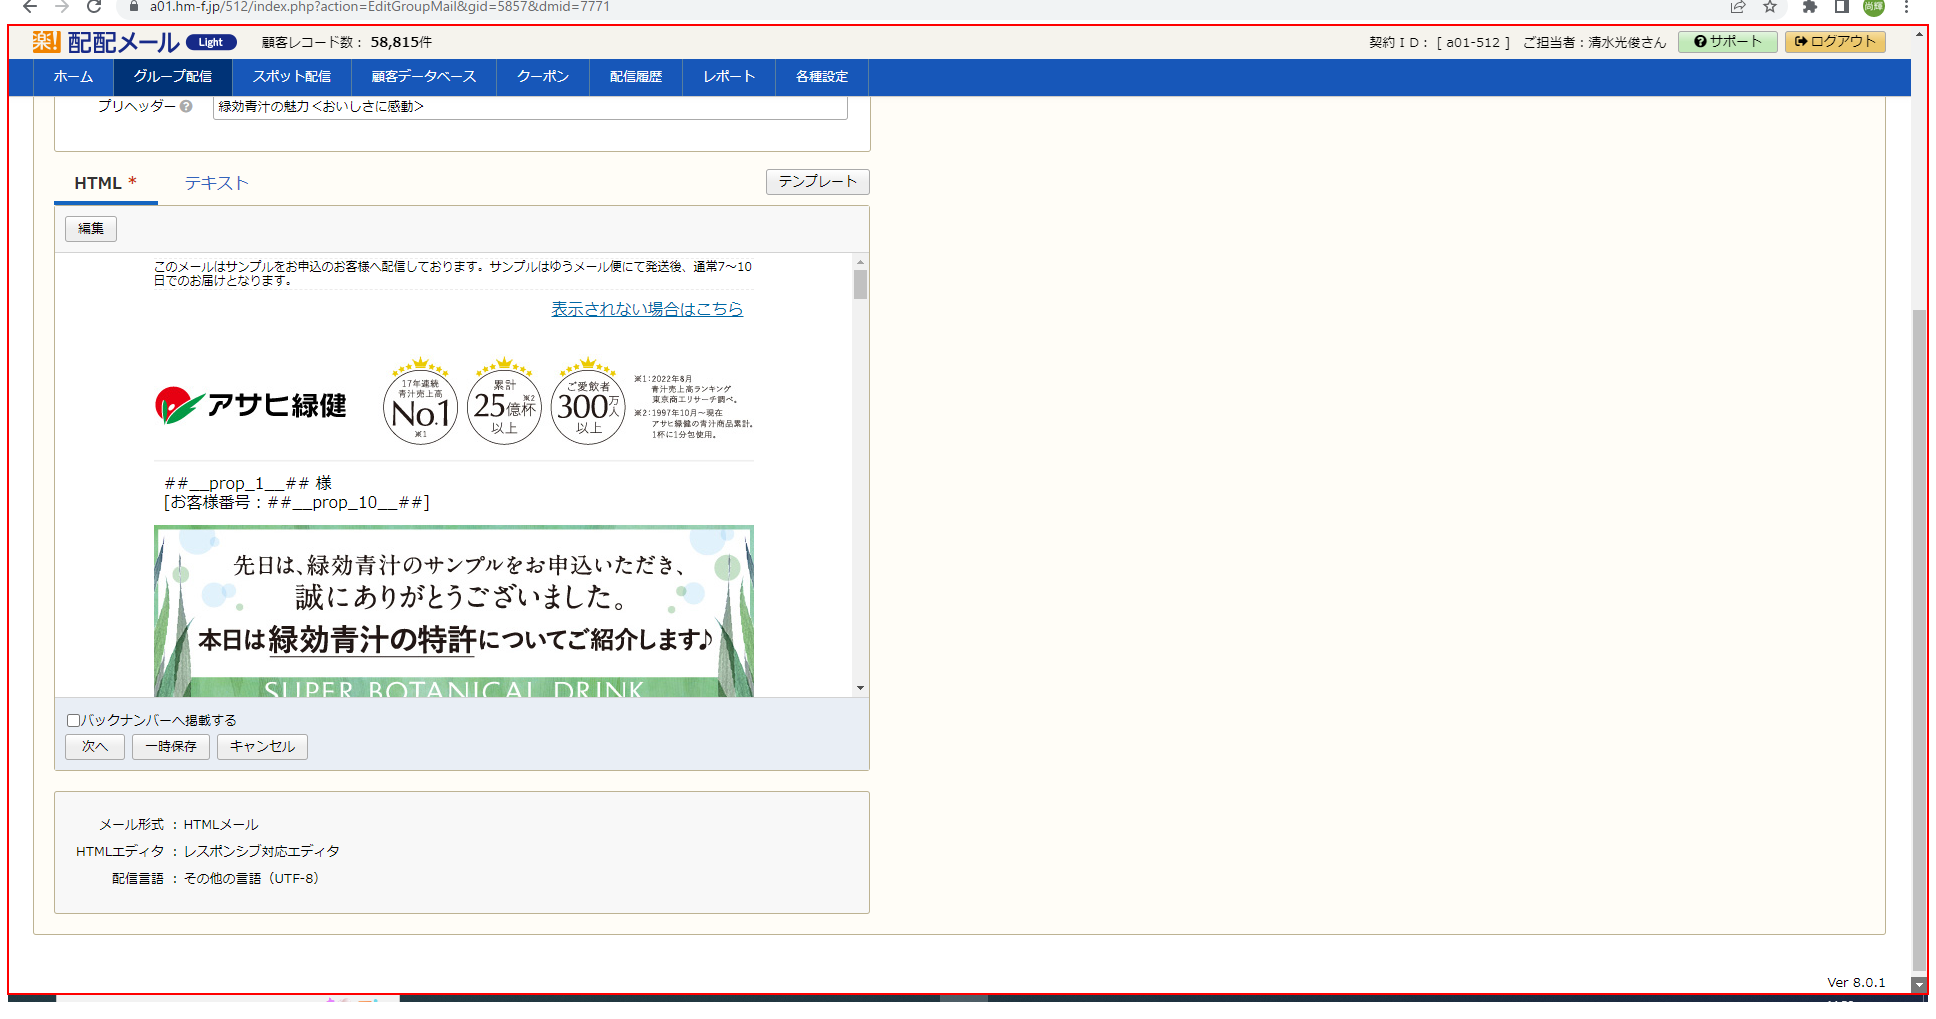 a01.hm-f.jp/512/index.php?action=EditGroupMail&gid=5857&dmid=7771
尚輝
楽! 配配メール Light 顧客レコード数： 58,815件
契約ＩＤ： [ a01-512 ] ご担当者：清水光俊さん サポート ログアウト
ホーム グループ配信 スポット配信 顧客データベース クーポン 配信履歴 レポート 各種設定
プリヘッダー 緑効青汁の魅力＜おいしさに感動＞
HTML * テキスト テンプレート
編集
このメールはサンプルをお申込のお客様へ配信しております。サンプルはゆうメール便にて発送後、通常7～10
日でのお届けとなります。
表示されない場合はこちら
アサヒ緑健
17年連続
青汁売上高
No.1
※1
累計
25億杯※2
以上
ご愛飲者
300万人
以上
※1:2022年8月
青汁売上高ランキング
東京商工リサーチ調べ。
※2:1997年10月～現在
アサヒ緑健の青汁商品累計。
1杯に1分包使用。
##__prop_1__## 様
[お客様番号：##__prop_10__##]
先日は、緑効青汁のサンプルをお申込いただき、
誠にありがとうございました。
本日は緑効青汁の特許についてご紹介します♪
SUPER BOTANICAL DRINK
バックナンバーへ掲載する
次へ 一時保存 キャンセル
メール形式 ： HTMLメール
HTMLエディタ ： レスポンシブ対応エディタ
配信言語 ： その他の言語（UTF-8）
Ver 8.0.1